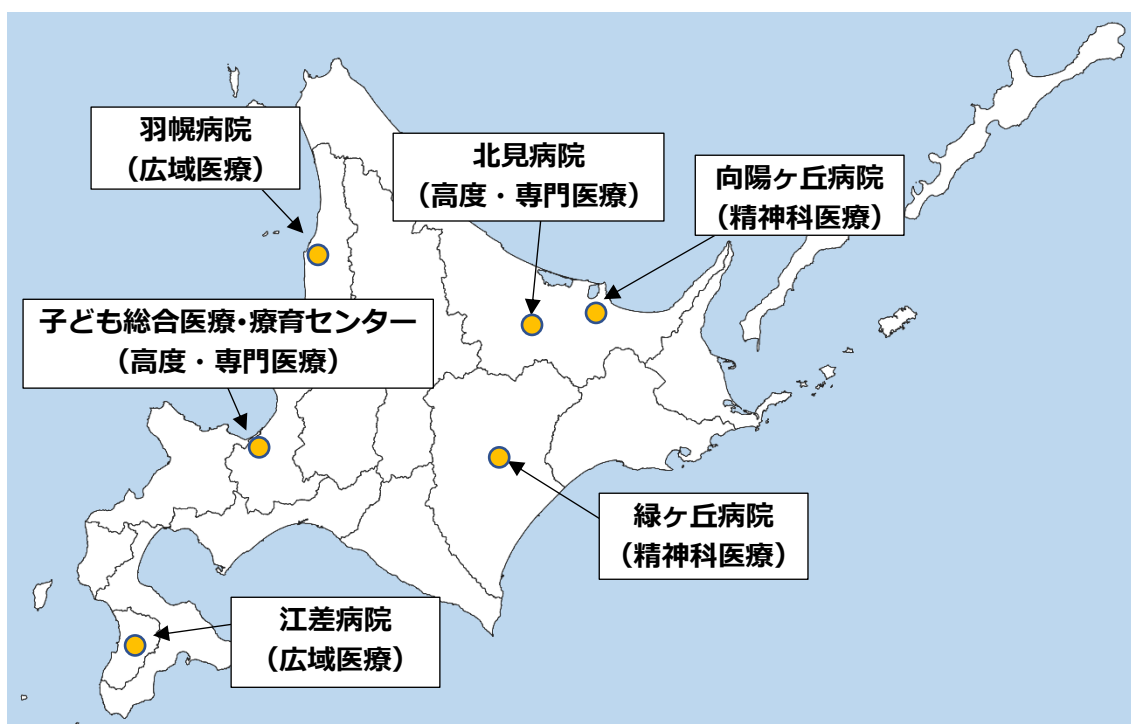 羽幌病院
（広域医療）
北見病院
（高度・専門医療）
向陽ヶ丘病院
（精神科医療）
子ども総合医療･療育センター
（高度・専門医療）
緑ヶ丘病院
（精神科医療）
江差病院
（広域医療）